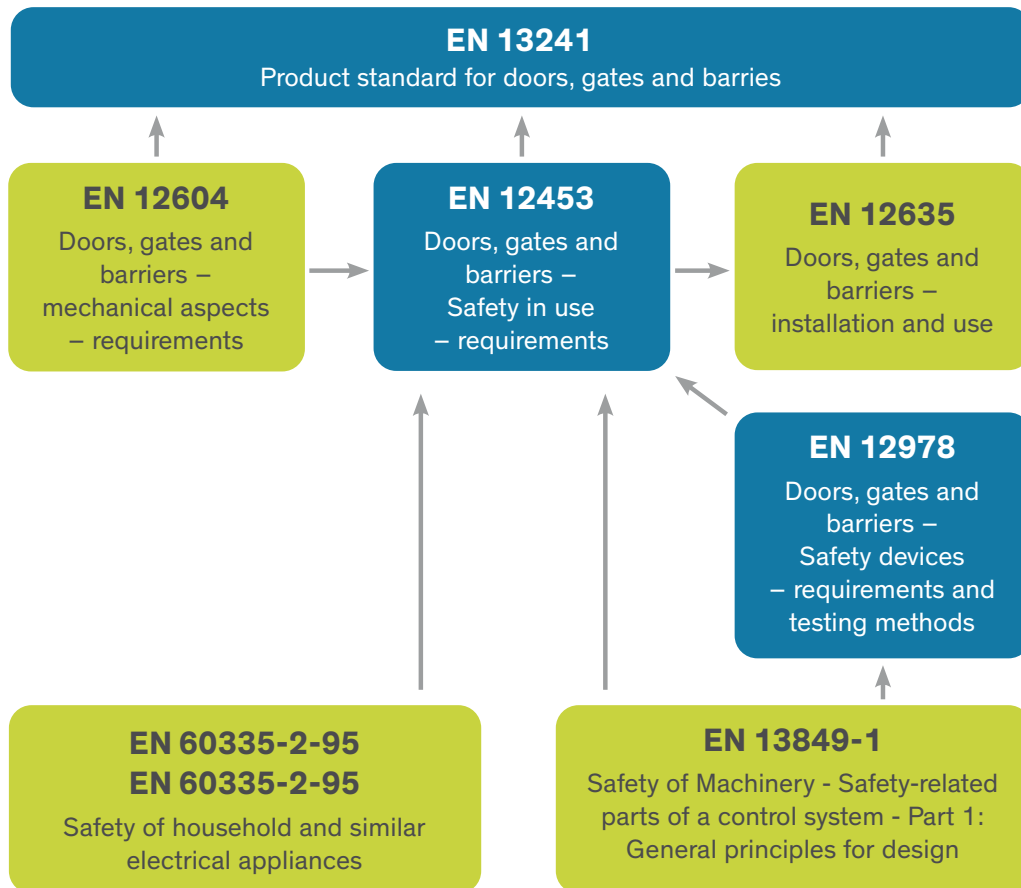 EN 13241
Product standard for doors, gates and barries
EN 12604
Doors, gates and
barriers –
mechanical aspects
– requirements
EN 12453
Doors, gates and
barriers –
Safety in use
– requirements
EN 12635
Doors, gates and
barriers –
installation and use
EN 12978
Doors, gates and
barriers –
Safety devices
– requirements and
testing methods
EN 60335-2-95
EN 60335-2-95
Safety of household and similar
electrical appliances
EN 13849-1
Safety of Machinery - Safety-related
parts of a control system - Part 1:
General principles for design